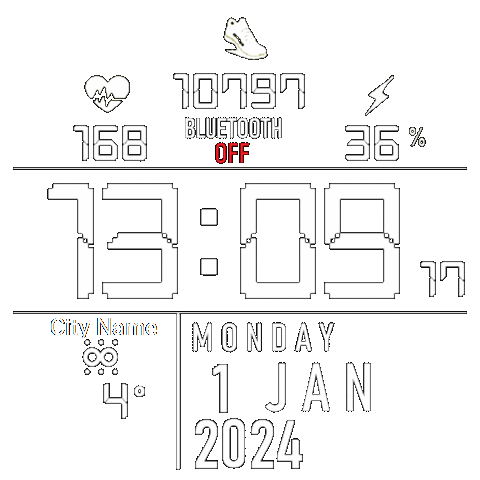 10797
168
BLUETOOTH
OFF
36 %
13:09
17
City Name
4°
MONDAY
1 JAN
2024